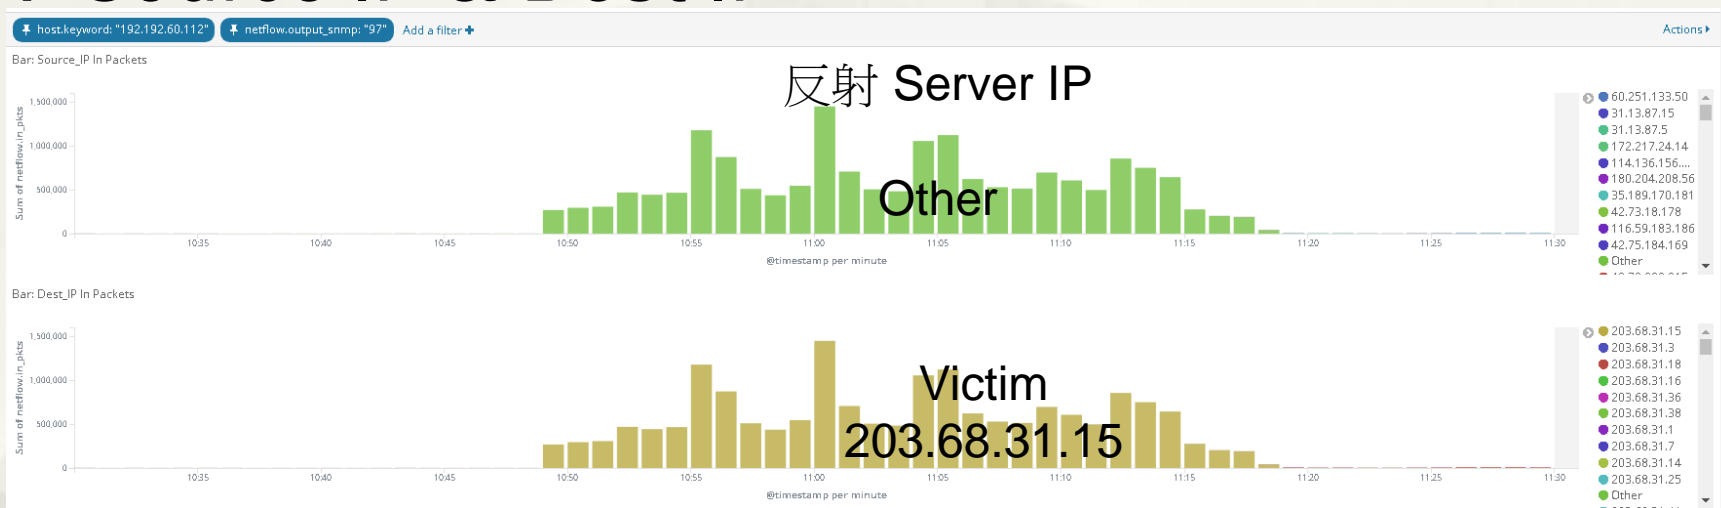 host.keyword: "192.192.60.112" netflow.output_snmp: "97" Add a filter + Actions
Bar: Source_IP In Packets
反射 Server IP
Other
Sum of netflow.in_pkts
1,500,000
1,000,000
500,000
0
10:35 10:40 10:45 10:50 10:55 11:00 11:05 11:10 11:15 11:20 11:25 11:30
@timestamp per minute
60.251.133.50
31.13.87.15
31.13.87.5
172.217.24.14
114.136.156....
180.204.208.56
35.189.170.181
42.73.18.178
116.59.183.186
42.75.184.169
Other
Bar: Dest_IP In Packets
Victim
203.68.31.15
Sum of netflow.in_pkts
1,500,000
1,000,000
500,000
0
10:35 10:40 10:45 10:50 10:55 11:00 11:05 11:10 11:15 11:20 11:25 11:30
@timestamp per minute
203.68.31.15
203.68.31.3
203.68.31.18
203.68.31.16
203.68.31.36
203.68.31.38
203.68.31.1
203.68.31.7
203.68.31.14
203.68.31.25
Other